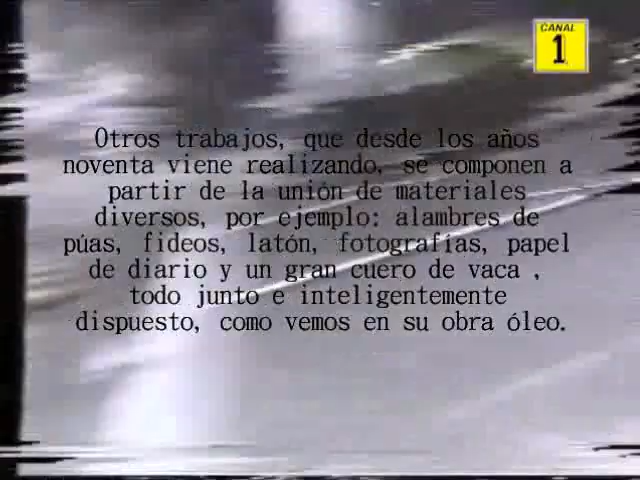 CANAL
1
Otros trabajos, que desde los años
noventa viene realizando, se componen a
partir de la unión de materiales
diversos, por ejemplo: alambres de
púas, fideos, latón, fotografías, papel
de diario y un gran cuero de vaca ,
todo junto e inteligentemente
dispuesto, como vemos en su obra óleo.